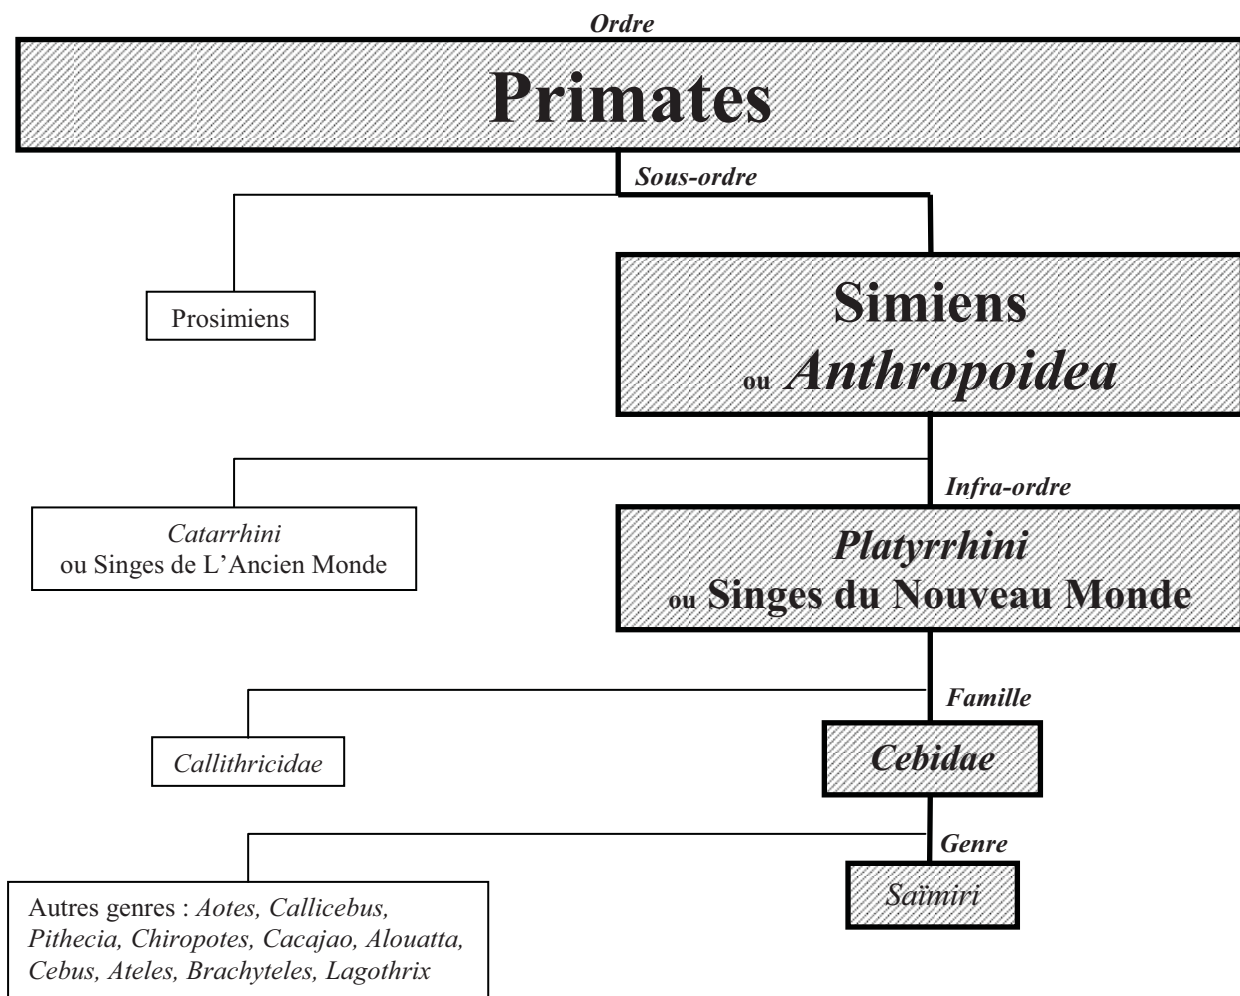 Ordre
Primates
Sous-ordre
Prosimiens
Simiens
ou Anthropoidea
Infra-ordre
Catarrhini
ou Singes de L’Ancien Monde
Platyrrhini
ou Singes du Nouveau Monde
Famille
Callithricidae
Cebidae
Genre
Saïmiri
Autres genres : Aotes, Callicebus,
Pithecia, Chiropotes, Cacajao, Alouatta,
Cebus, Ateles, Brachyteles, Lagothrix